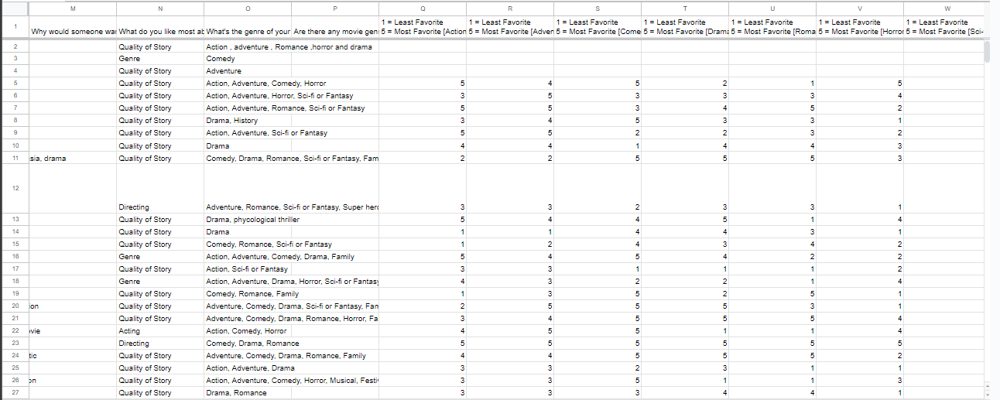 M N O P Q R S T U V W
1 = Least Favorite 1 = Least Favorite 1 = Least Favorite 1 = Least Favorite 1 = Least Favorite 1 = Least Favorite 1 = Least Favorite
1 Why would someone wa What do you like most a What's the genre of your Are there any movie gen 5 = Most Favorite [Action 5 = Most Favorite [Adven 5 = Most Favorite [Come 5 = Most Favorite [Drama 5 = Most Favorite [Roma 5 = Most Favorite [Horror 5 = Most Favorite [Sci-
2 Quality of Story Action , adventure , Romance ,horror and drama
3 Genre Comedy
4 Quality of Story Adventure
5 Quality of Story Action, Adventure, Comedy, Horror 5 4 5 2 1 5
6 Quality of Story Action, Adventure, Horror, Sci-fi or Fantasy 3 5 3 3 3 4
7 Quality of Story Action, Adventure, Romance, Sci-fi or Fantasy 5 5 3 4 5 2
8 Quality of Story Drama, History 3 4 5 3 3 1
9 Quality of Story Action, Adventure, Sci-fi or Fantasy 5 5 2 2 3 2
10 Quality of Story Drama 4 4 1 4 4 3
11 sia, drama Quality of Story Comedy, Drama, Romance, Sci-fi or Fantasy, Fam 2 2 5 5 5 3
12 Directing Adventure, Romance, Sci-fi or Fantasy, Super hero 3 3 2 3 3 1
13 Quality of Story Drama, phycological thriller 5 4 4 5 1 4
14 Quality of Story Drama 1 1 4 4 3 1
15 Quality of Story Comedy, Romance, Sci-fi or Fantasy 1 2 4 3 4 2
16 Genre Action, Adventure, Comedy, Drama, Family 5 4 5 4 2 2
17 Quality of Story Action, Sci-fi or Fantasy 3 3 1 1 1 2
18 Genre Action, Adventure, Drama, Horror, Sci-fi or Fantasy 4 3 2 2 1 4
19 Quality of Story Comedy, Romance, Family 1 3 5 2 5 1
20 ion Quality of Story Adventure, Comedy, Drama, Sci-fi or Fantasy, Fam 2 5 5 5 3 1
21 Quality of Story Adventure, Comedy, Drama, Romance, Horror, Fa 3 4 5 5 5 4
22 vie Acting Action, Comedy, Horror 4 5 5 1 1 4
23 Directing Comedy, Drama, Romance 5 5 5 5 5 5
24 tic Quality of Story Adventure, Comedy, Drama, Romance, Family 4 4 5 5 5 2
25 Quality of Story Action, Adventure, Drama 3 3 2 3 1 1
26 on Quality of Story Action, Adventure, Comedy, Horror, Musical, Festi 3 3 5 1 1 3
27 Quality of Story Drama, Romance 3 3 3 4 4 1